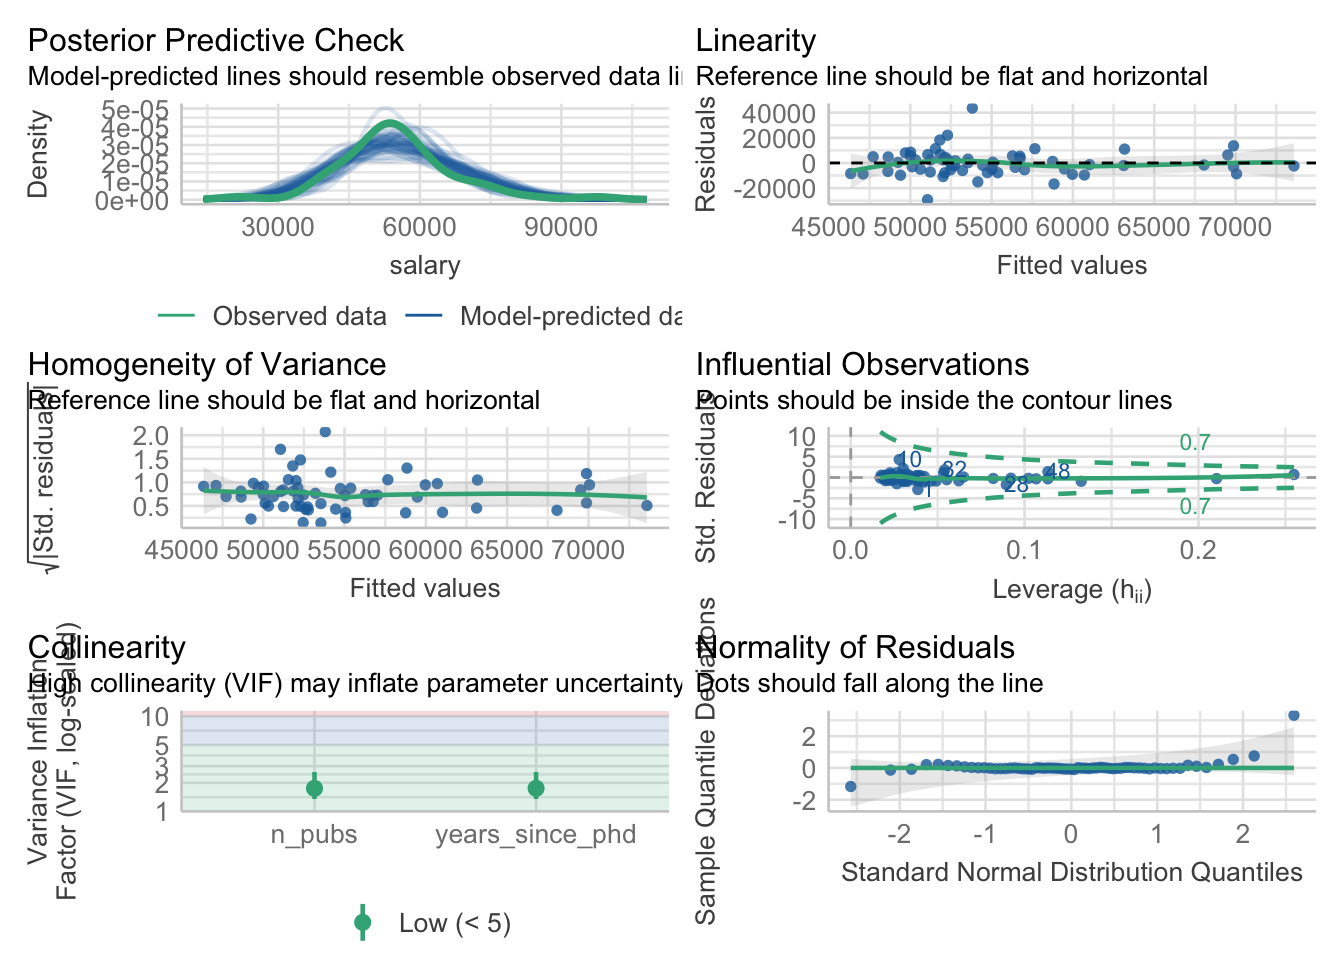 Posterior Predictive Check
Model-predicted lines should resemble observed data li
Density
5e-05
4e-05
3e-05
2e-05
1e-05
0e+00
30000 60000 90000
salary
Observed data Model-predicted da
Linearity
Reference line should be flat and horizontal
Residuals
40000
20000
0
-20000
45000 50000 55000 60000 65000 70000
Fitted values
Homogeneity of Variance
Reference line should be flat and horizontal
√|Std. residuals|
2.0
1.5
1.0
0.5
45000 50000 55000 60000 65000 70000
Fitted values
Influential Observations
Points should be inside the contour lines
Std. Residuals
10
5
0
-5
-10
0.7
10
32
48
28
1
0.7
0.0 0.1 0.2
Leverage (hii)
Collinearity
High collinearity (VIF) may inflate parameter uncertainty
Variance Inflation
Factor (VIF, log-scaled)
10
5
3
2
1
n_pubs years_since_phd
Low (< 5)
Normality of Residuals
Dots should fall along the line
Sample Quantile Deviations
2
0
-2
-2 -1 0 1 2
Standard Normal Distribution Quantiles